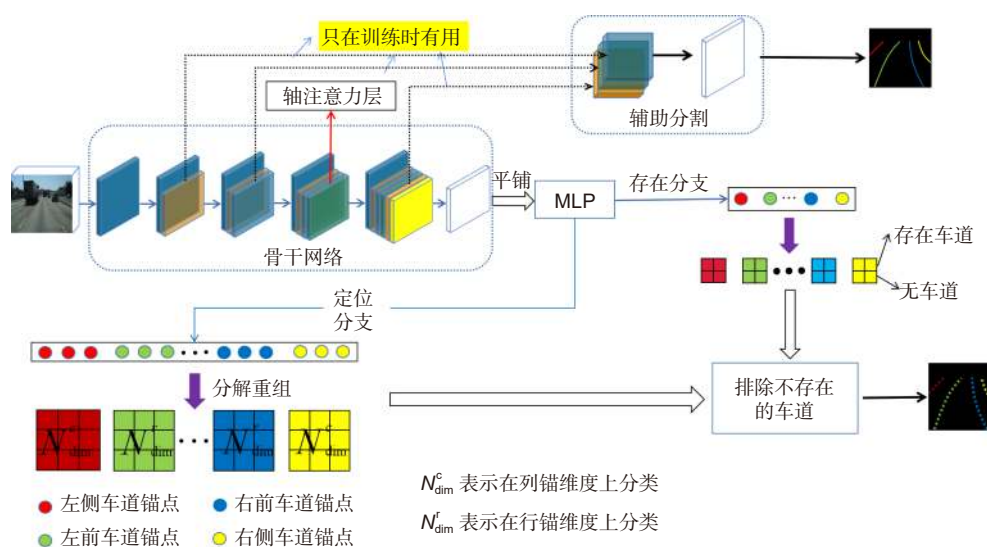 只在训练时有用
轴注意力层
辅助分割
平铺
MLP
存在分支
骨干网络
存在车道
无车道
定位
分支
分解重组
排除不存在
的车道
N^c_dim
N^r_dim
N^r_dim
N^c_dim
左侧车道锚点
右前车道锚点
左前车道锚点
右侧车道锚点
N^c_dim 表示在列锚维度上分类
N^r_dim 表示在行锚维度上分类